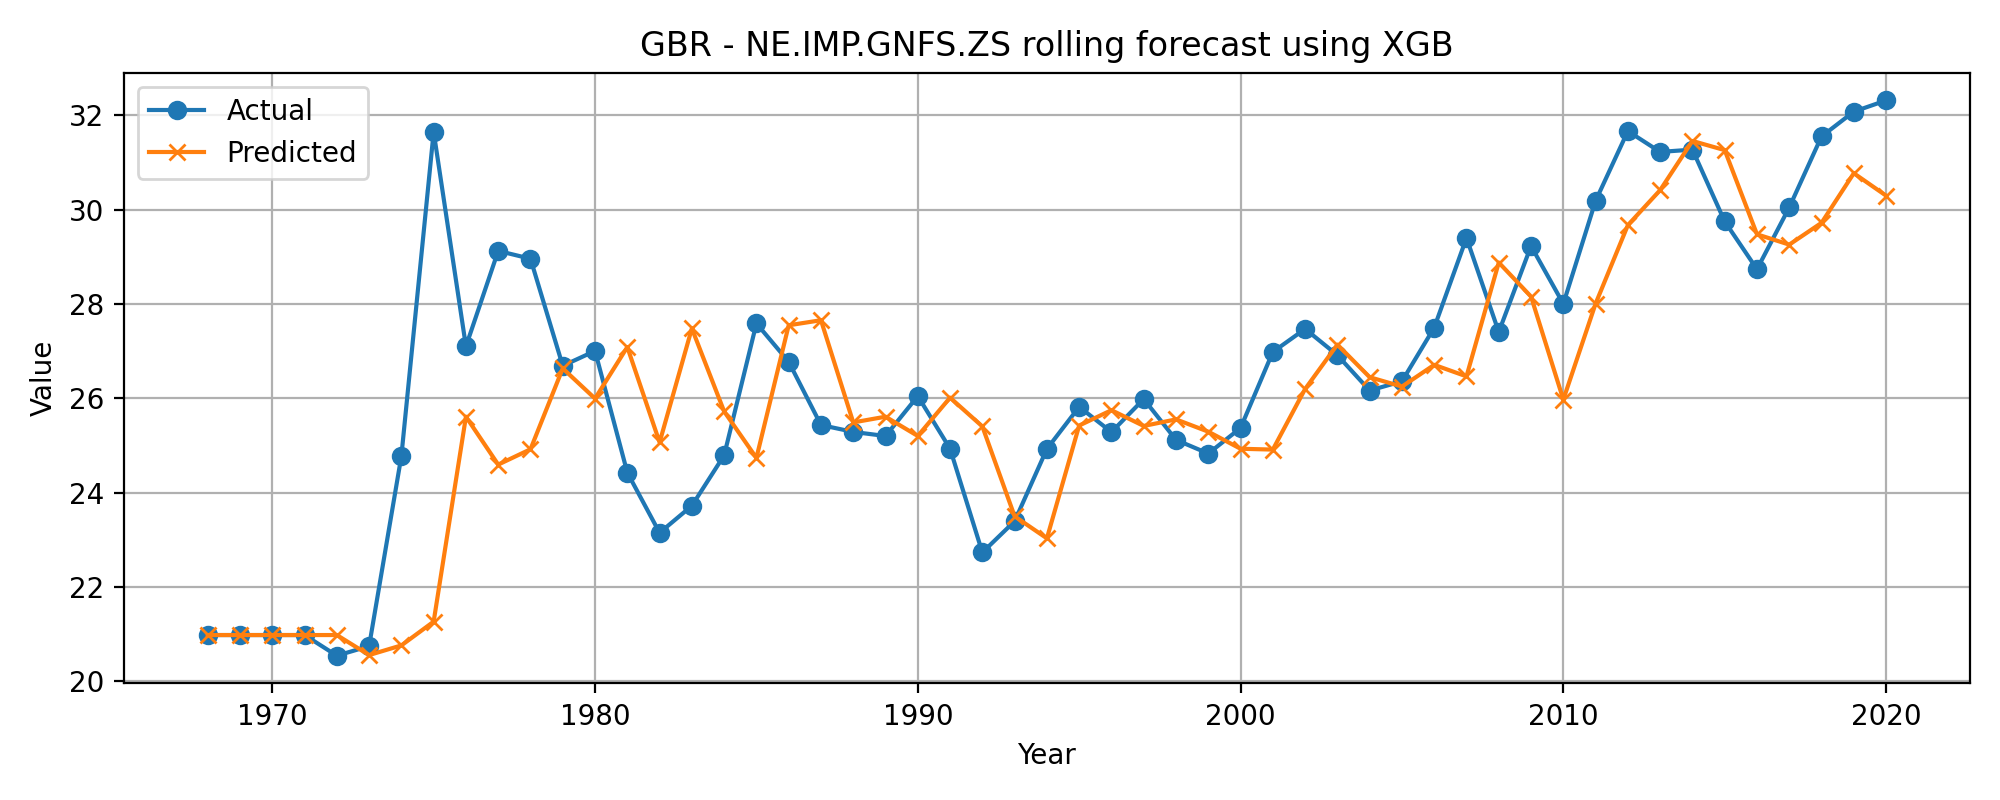 GBR - NE.IMP.GNFS.ZS rolling forecast using XGB
Actual
Predicted
32
30
28
26
24
22
20
Value
1970
1980
1990
2000
2010
2020
Year